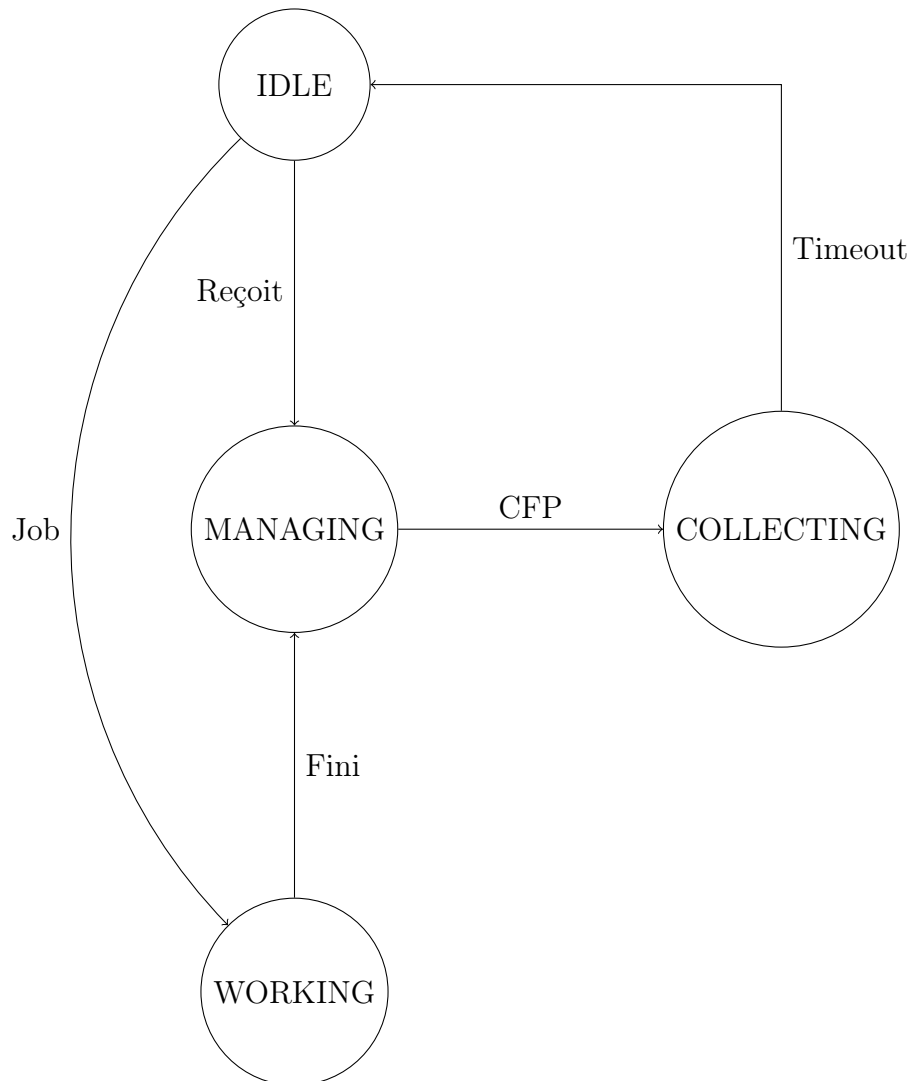 IDLE
Timeout
Reçoit
CFP
Job
MANAGING
COLLECTING
Fini
WORKING